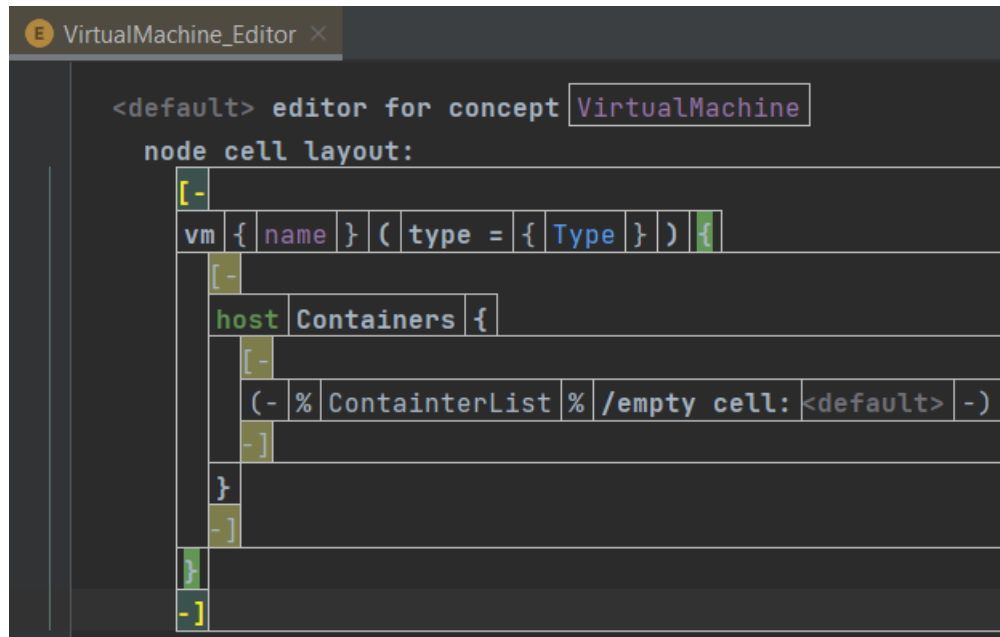 E VirtualMachine_Editor ×
<default> editor for concept VirtualMachine
node cell layout:
[-
vm { name } ( type = { Type } ) {
[-
host Containers {
[-
(- % ContainterList % /empty cell: <default> -)
-]
}
-]
}
-]